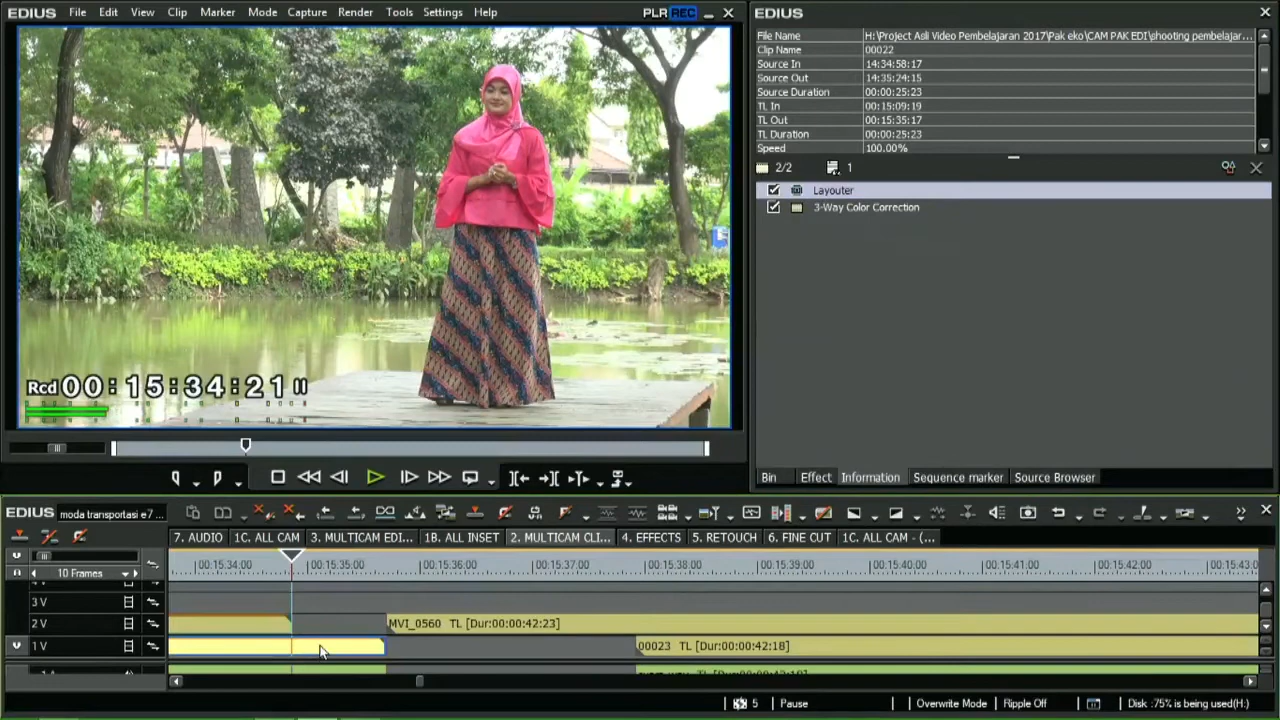 EDIUS File Edit View Clip Marker Mode Capture Render Tools Settings Help PLR REC
Rcd 00:15:34:21
EDIUS
File Name H:\Project Asli Video Pembelajaran 2017\Pak eko\CAM PAK EDI\shooting pembelajar...
Clip Name 00022
Source In 14:34:58:17
Source Out 14:35:24:15
Source Duration 00:00:25:23
TL In 00:15:09:19
TL Out 00:15:35:17
TL Duration 00:00:25:23
Speed 100.00%
2/2 1
Layouter
3-Way Color Correction
Bin Effect Information Sequence marker Source Browser
EDIUS moda transportasi e7 ...
7. AUDIO 1C. ALL CAM 3. MULTICAM EDI... 1B. ALL INSET 2. MULTICAM CLI... 4. EFFECTS 5. RETOUCH 6. FINE CUT 1C. ALL CAM - (...
00:15:34:00 00:15:35:00 00:15:36:00 00:15:37:00 00:15:38:00 00:15:39:00 00:15:40:00 00:15:41:00 00:15:42:00 00:15:43:0
10 Frames
3 V
2 V MVI_0560 TL [Dur:00:00:42:23]
1 V 00023 TL [Dur:00:00:42:18]
5 Pause Overwrite Mode Ripple Off Disk :75% is being used(H:)